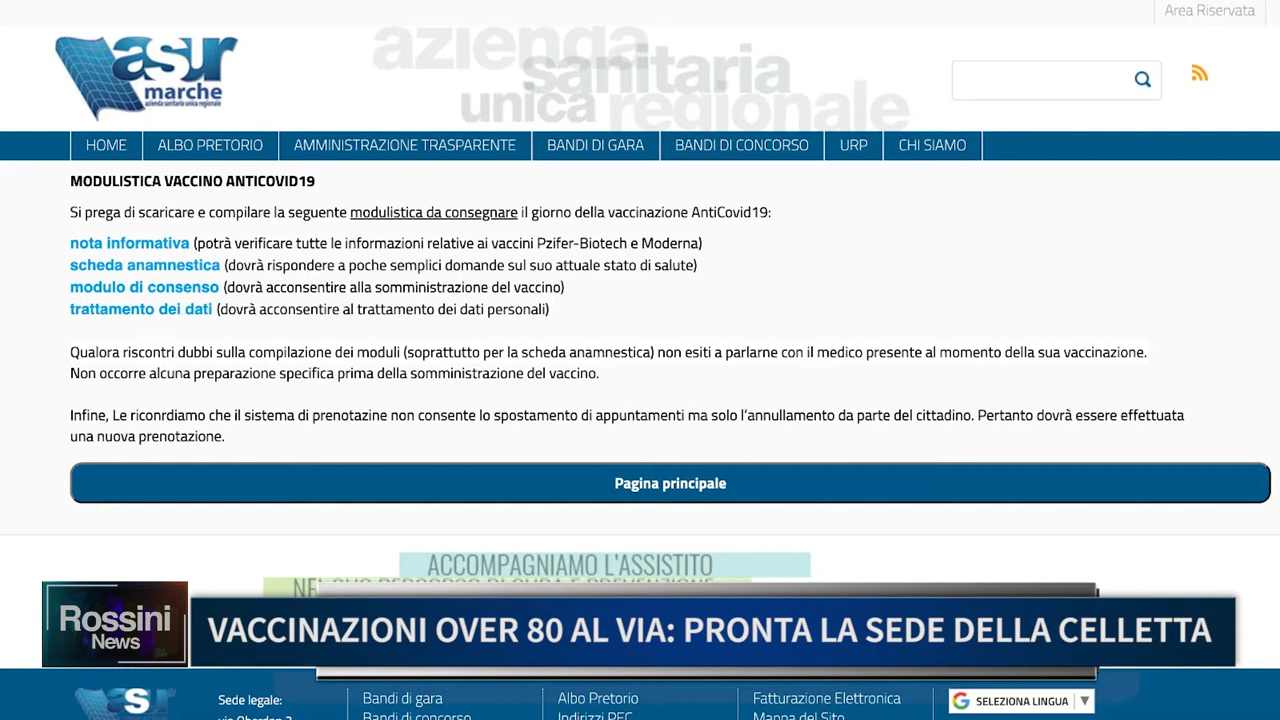 Area Riservata
azienda
sanitaria
unica regionale
asur
marche
azienda sanitaria unica regionale
HOME ALBO PRETORIO AMMINISTRAZIONE TRASPARENTE BANDI DI GARA BANDI DI CONCORSO URP CHI SIAMO
MODULISTICA VACCINO ANTICOVID19
Si prega di scaricare e compilare la seguente modulistica da consegnare il giorno della vaccinazione AntiCovid19:
nota informativa (potrà verificare tutte le informazioni relative ai vaccini Pzifer-Biotech e Moderna)
scheda anamnestica (dovrà rispondere a poche semplici domande sul suo attuale stato di salute)
modulo di consenso (dovrà acconsentire alla somministrazione del vaccino)
trattamento dei dati (dovrà acconsentire al trattamento dei dati personali)
Qualora riscontri dubbi sulla compilazione dei moduli (soprattutto per la scheda anamnestica) non esiti a parlarne con il medico presente al momento della sua vaccinazione.
Non occorre alcuna preparazione specifica prima della somministrazione del vaccino.
Infine, Le riconrdiamo che il sistema di prenotazine non consente lo spostamento di appuntamenti ma solo l'annullamento da parte del cittadino. Pertanto dovrà essere effettuata
una nuova prenotazione.
Pagina principale
ACCOMPAGNIAMO L'ASSISTITO
Rossini
News
VACCINAZIONI OVER 80 AL VIA: PRONTA LA SEDE DELLA CELLETTA
Sede legale: Bandi di gara Albo Pretorio Fatturazione Elettronica SELEZIONA LINGUA
Bandi di concorso Indirizzi PEC Mappa del Sito